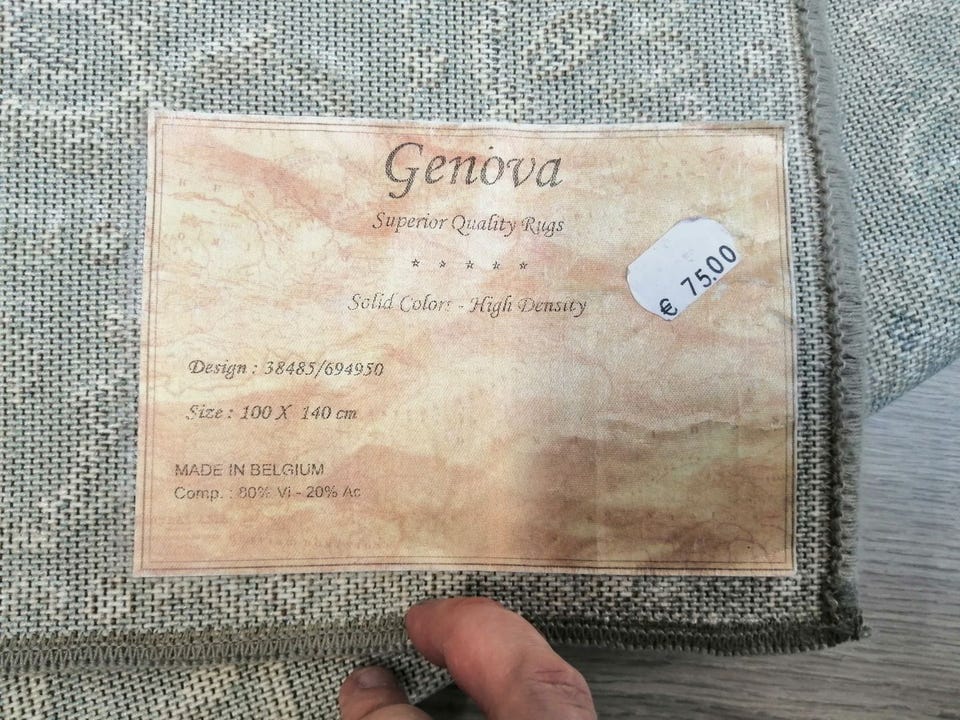 Genova
Superior Quality Rugs
★ ★ ★ ★ ★
€ 75.00
Solid Colors - High Density
Design : 38485/694950
Size : 100 X 140 cm
MADE IN BELGIUM
Comp. : 80% Vi - 20% Ac